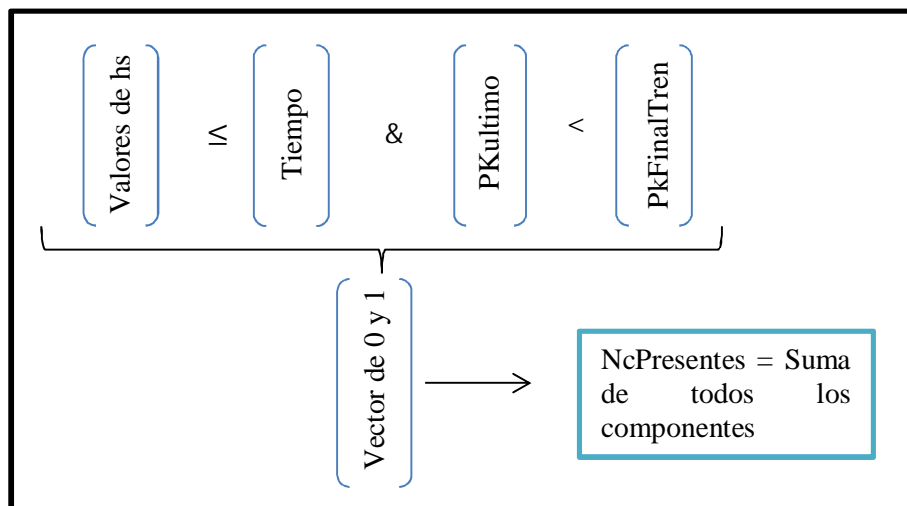 Valores de hs ≤ Tiempo & PKultimo < PkFinalTren
Vector de 0 y 1
NcPresentes = Suma
de todos los
componentes